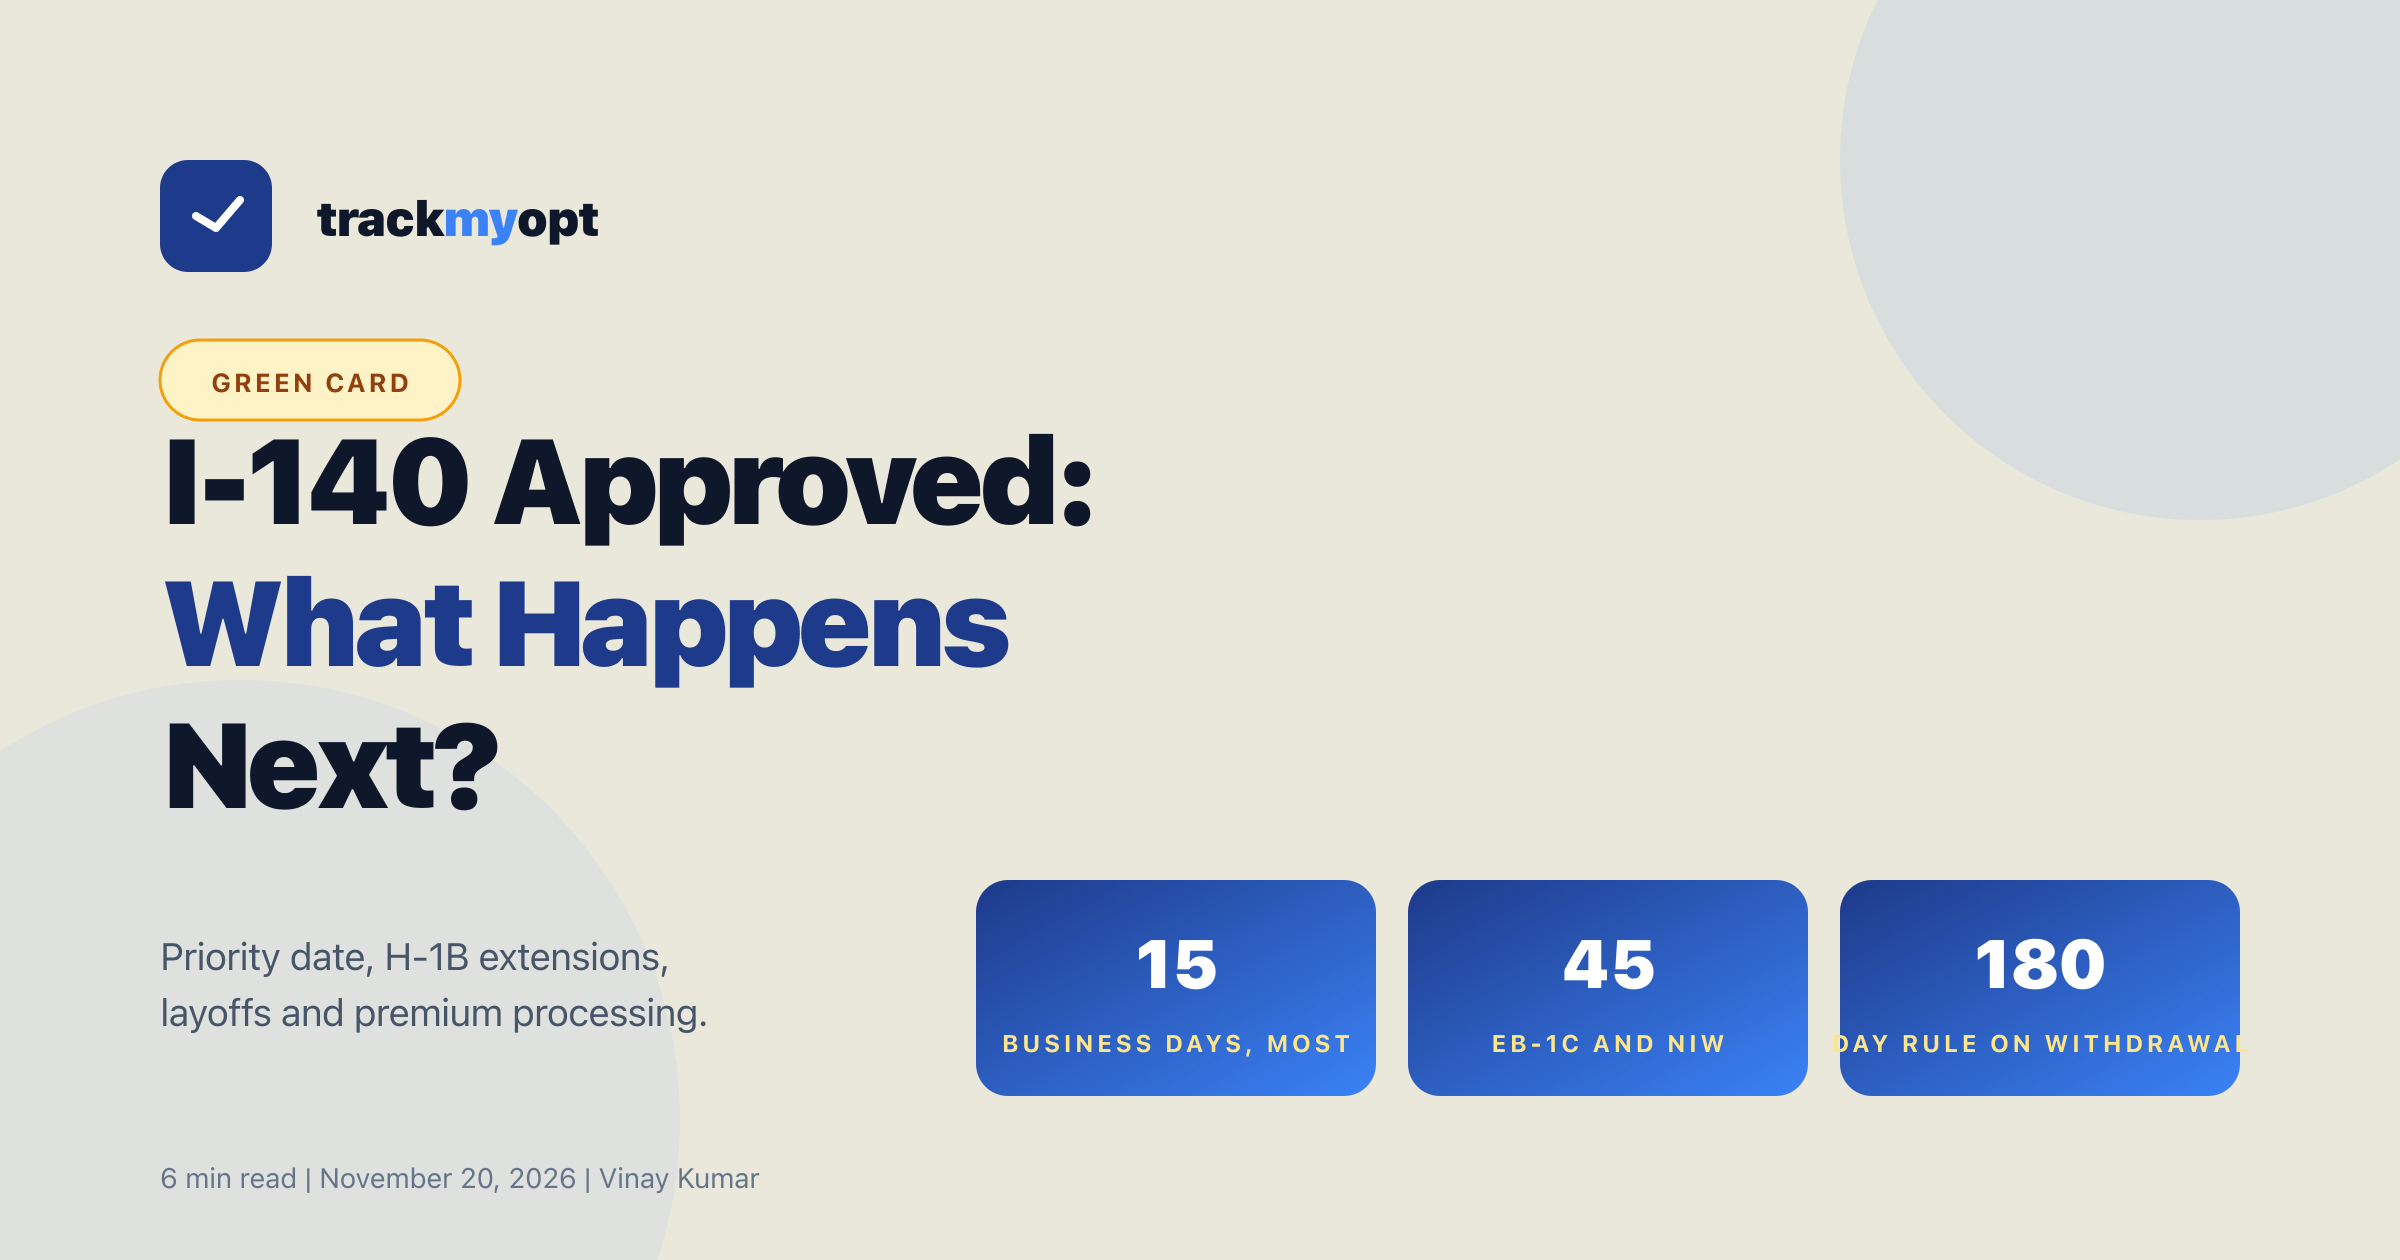 trackmyopt
GREEN CARD
I-140 Approved:
What Happens
Next?
Priority date, H-1B extensions,
layoffs and premium processing.
15
BUSINESS DAYS, MOST
45
EB-1C AND NIW
180
DAY RULE ON WITHDRAWAL
6 min read | November 20, 2026 | Vinay Kumar